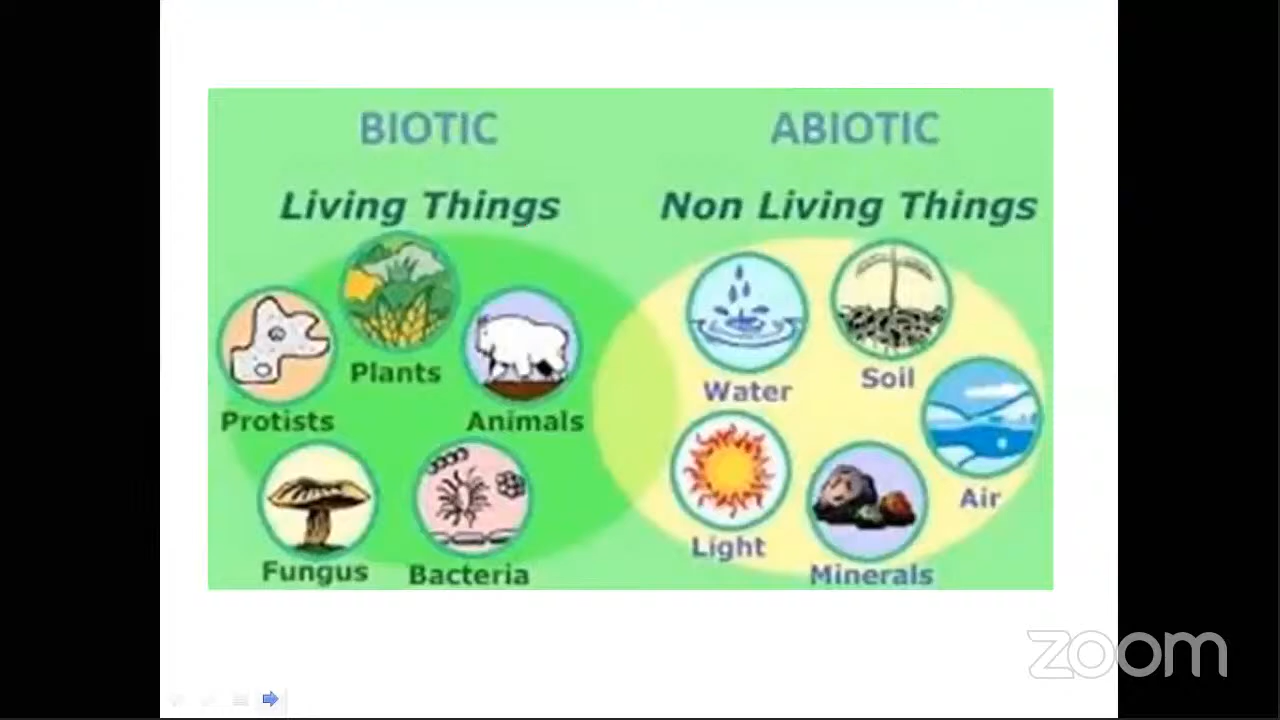 BIOTIC
Living Things
Protists
Plants
Animals
Fungus
Bacteria
ABIOTIC
Non Living Things
Water
Soil
Air
Light
Minerals
zoom